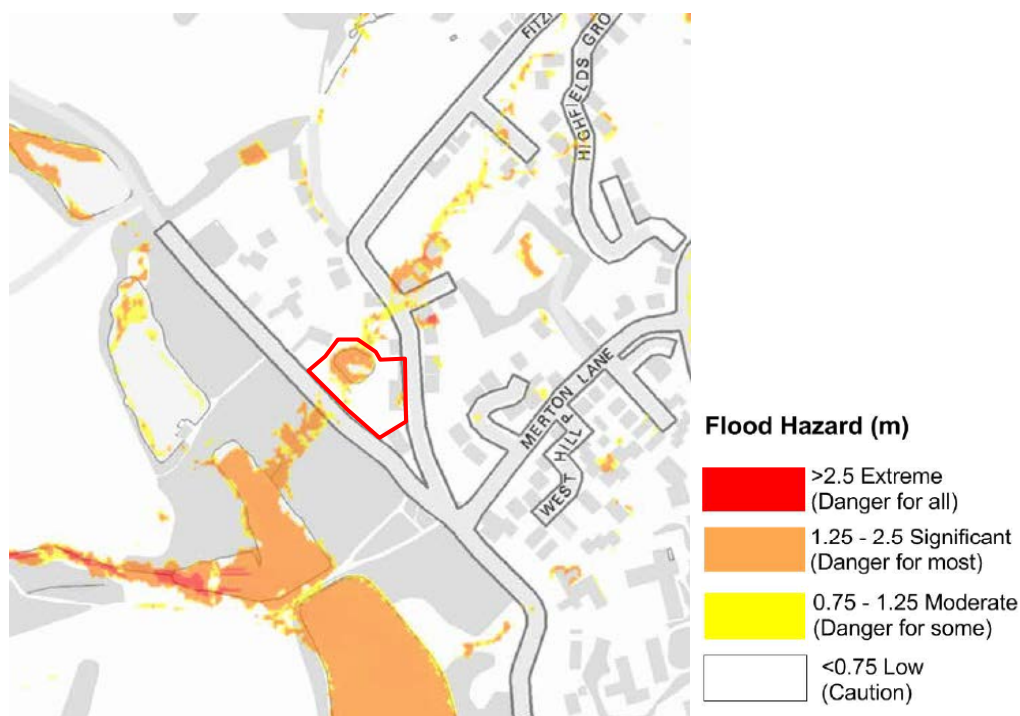 FITZ
HIGHFIELDS GRO
MERTON LANE
WEST HILL P
Flood Hazard (m)
>2.5 Extreme
(Danger for all)
1.25 - 2.5 Significant
(Danger for most)
0.75 - 1.25 Moderate
(Danger for some)
<0.75 Low
(Caution)